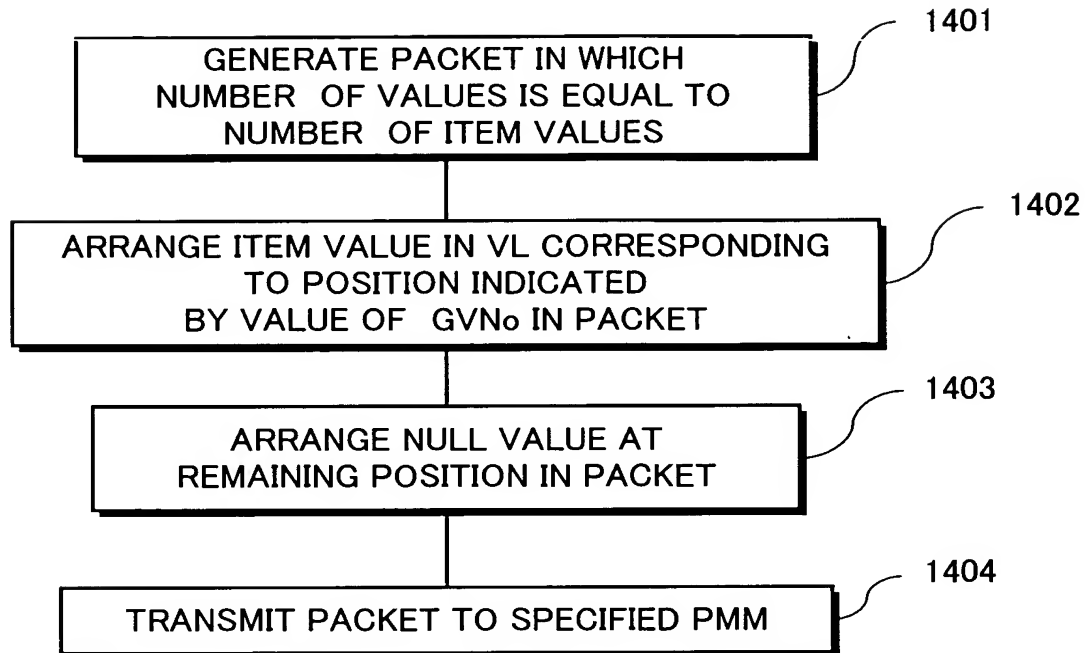 1401
GENERATE PACKET IN WHICH
NUMBER OF VALUES IS EQUAL TO
NUMBER OF ITEM VALUES
1402
ARRANGE ITEM VALUE IN VL CORRESPONDING
TO POSITION INDICATED
BY VALUE OF GVNo IN PACKET
1403
ARRANGE NULL VALUE AT
REMAINING POSITION IN PACKET
1404
TRANSMIT PACKET TO SPECIFIED PMM